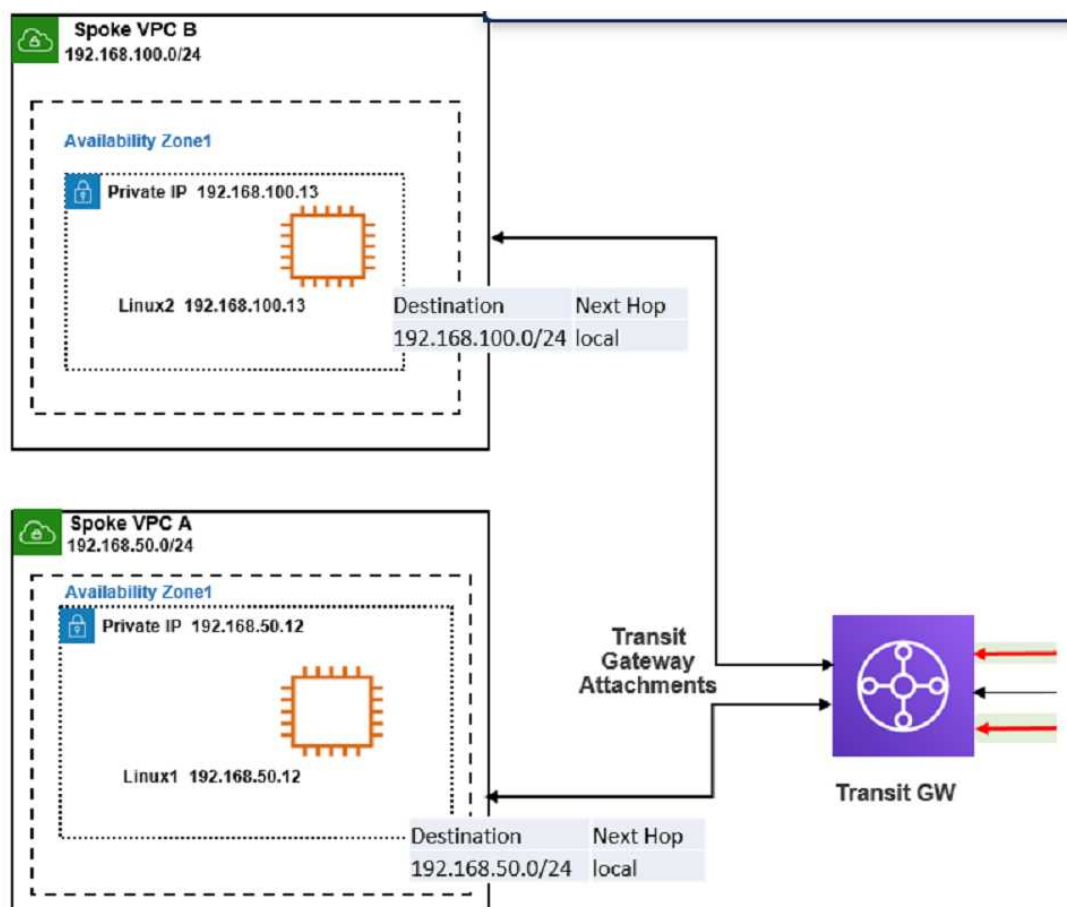 Spoke VPC B
192.168.100.0/24
Availability Zone1
Private IP 192.168.100.13
Linux2 192.168.100.13
Destination Next Hop
192.168.100.0/24 local
Spoke VPC A
192.168.50.0/24
Availability Zone1
Private IP 192.168.50.12
Linux1 192.168.50.12
Destination Next Hop
192.168.50.0/24 local
Transit
Gateway
Attachments
Transit GW